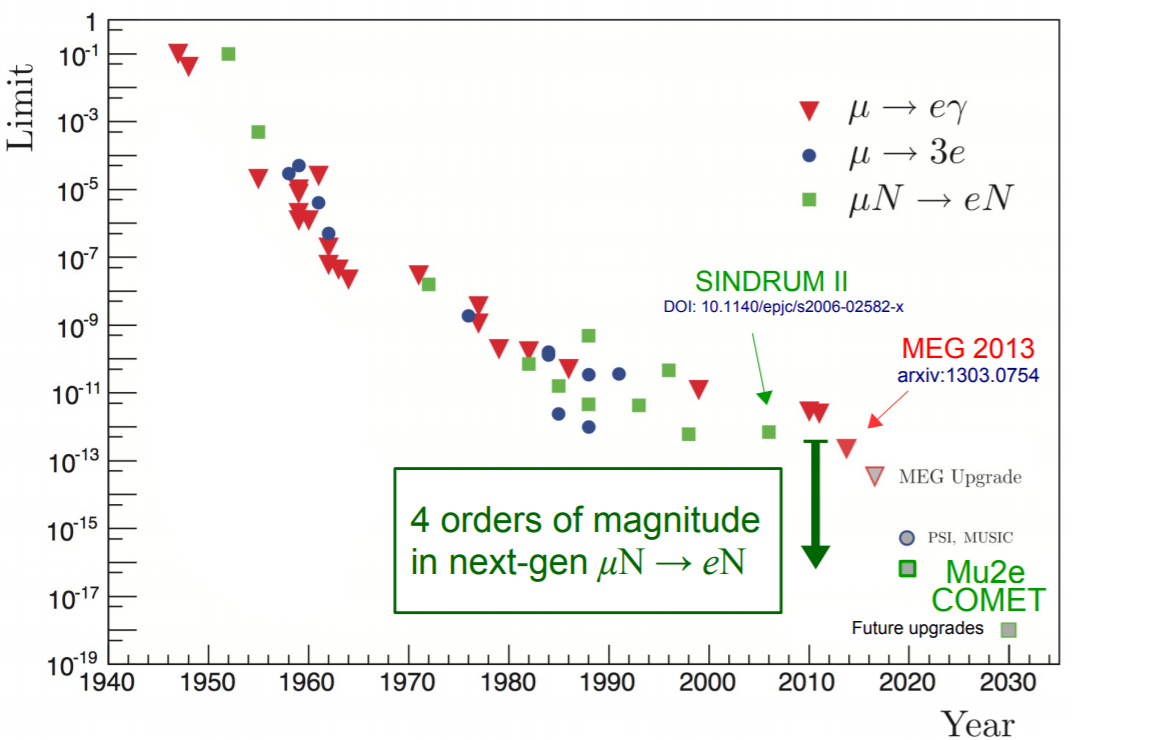 Limit
1
10-1
10-3
10-5
10-7
10-9
10-11
10-13
10-15
10-17
10-19
μ → eγ
μ → 3e
μN → eN
SINDRUM II
DOI: 10.1140/epjc/s2006-02582-x
MEG 2013
arxiv:1303.0754
MEG Upgrade
4 orders of magnitude
in next-gen μN → eN
PSI, MUSIC
Mu2e
COMET
Future upgrades
1940 1950 1960 1970 1980 1990 2000 2010 2020 2030
Year